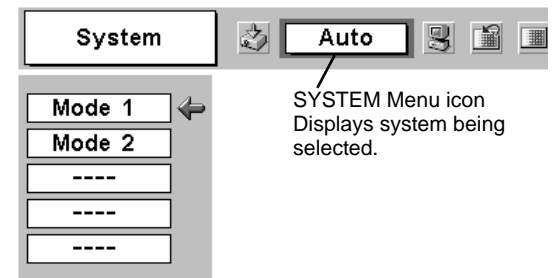 System
Auto
SYSTEM Menu icon
Displays system being
selected.
Mode 1
Mode 2
----
----
----